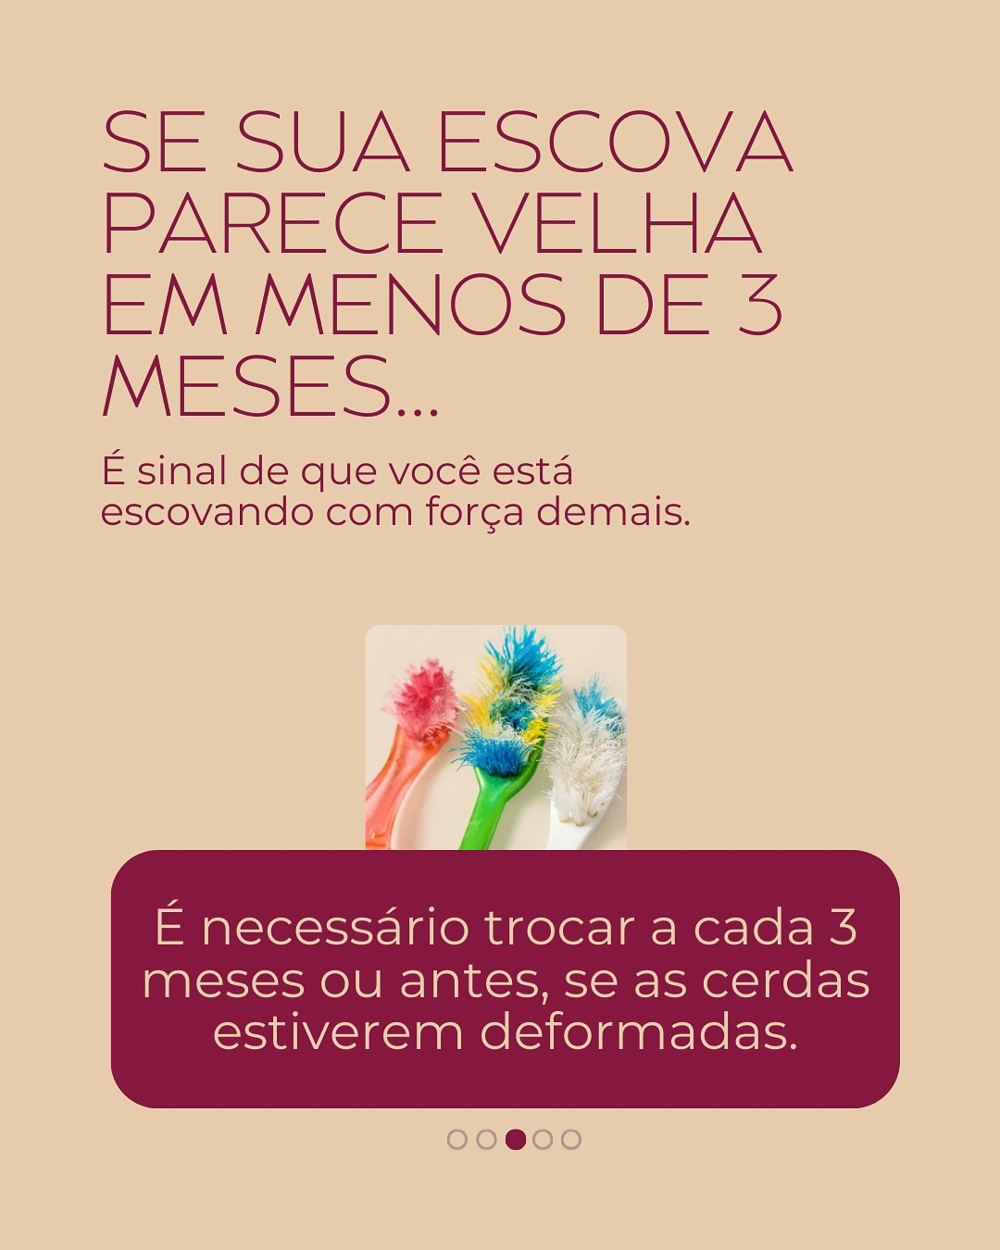 SE SUA ESCOVA
PARECE VELHA
EM MENOS DE 3
MESES...
É sinal de que você está
escovando com força demais.
É necessário trocar a cada 3
meses ou antes, se as cerdas
estiverem deformadas.